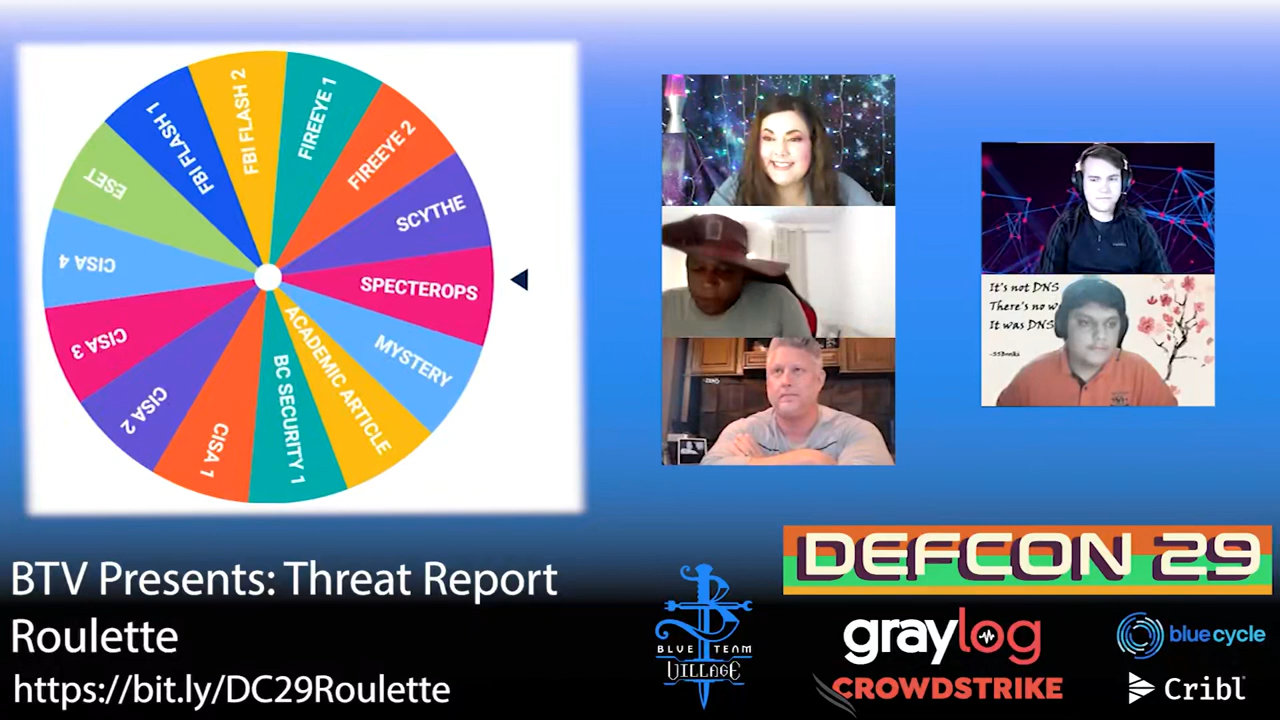 FBI FLASH 1
FBI FLASH 2
FIREEYE 1
FIREEYE 2
SCYTHE
SPECTEROPS
MYSTERY
ACADEMIC ARTICLE
BC SECURITY 1
CISA 1
CISA 2
CISA 3
CISA 4
ESET
It's not DNS
There's no w
It was DNS
-SSBroski
DEFCON 29
BTV Presents: Threat Report
Roulette
https://bit.ly/DC29Roulette
BLUE TEAM
VILLAGE
graylog
CROWDSTRIKE
bluecycle
Cribl